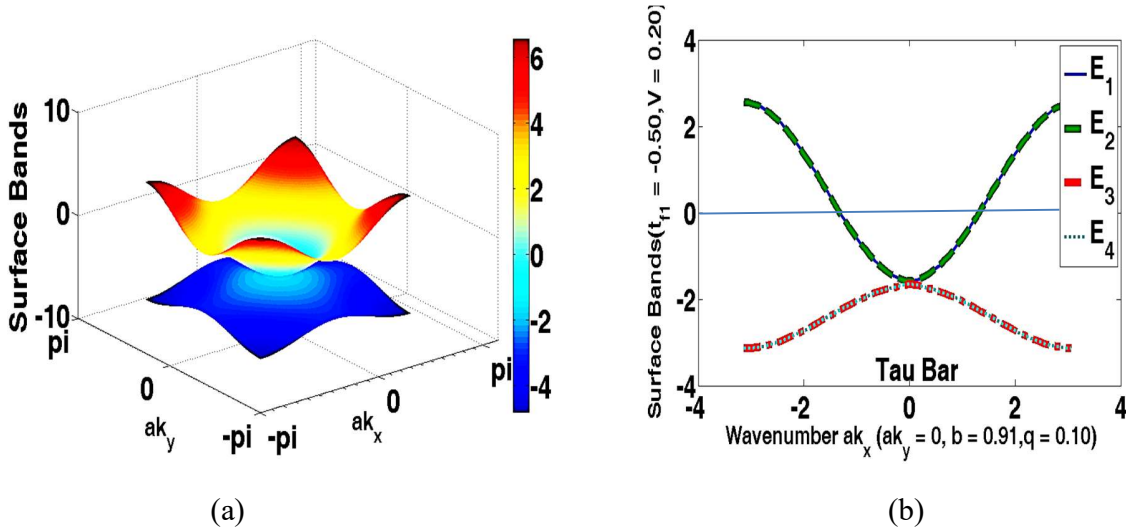 Surface Bands
10
0
-10
pi
0
-pi
ak_y
-pi
0
pi
ak_x
6
4
2
0
-2
-4
(a)
Surface Bands(t_f1 = -0.50,V = 0.20)
4
2
0
-2
-4
E_1
E_2
E_3
E_4
Tau Bar
-4
-2
0
2
4
Wavenumber ak_x (ak_y = 0, b = 0.91,q = 0.10)
(b)